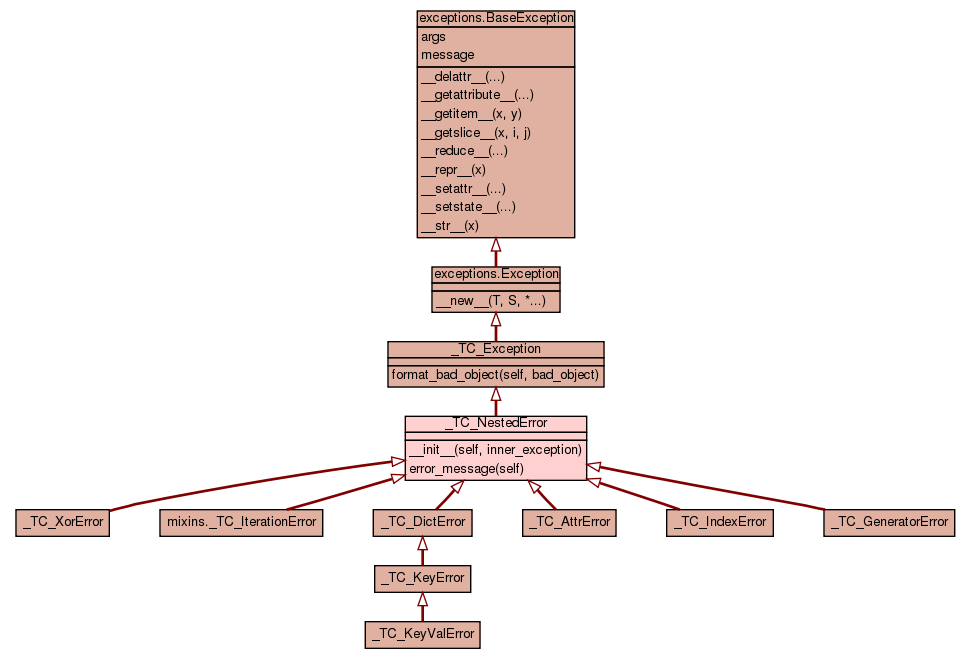 exceptions.BaseException
args
message
__delattr__(...)
__getattribute__(...)
__getitem__(x, y)
__getslice__(x, i, j)
__reduce__(...)
__repr__(x)
__setattr__(...)
__setstate__(...)
__str__(x)
exceptions.Exception
__new__(T, S, *...)
_TC_Exception
format_bad_object(self, bad_object)
_TC_NestedError
__init__(self, inner_exception)
error_message(self)
_TC_XorError
mixins._TC_IterationError
_TC_DictError
_TC_AttrError
_TC_IndexError
_TC_GeneratorError
_TC_KeyError
_TC_KeyValError